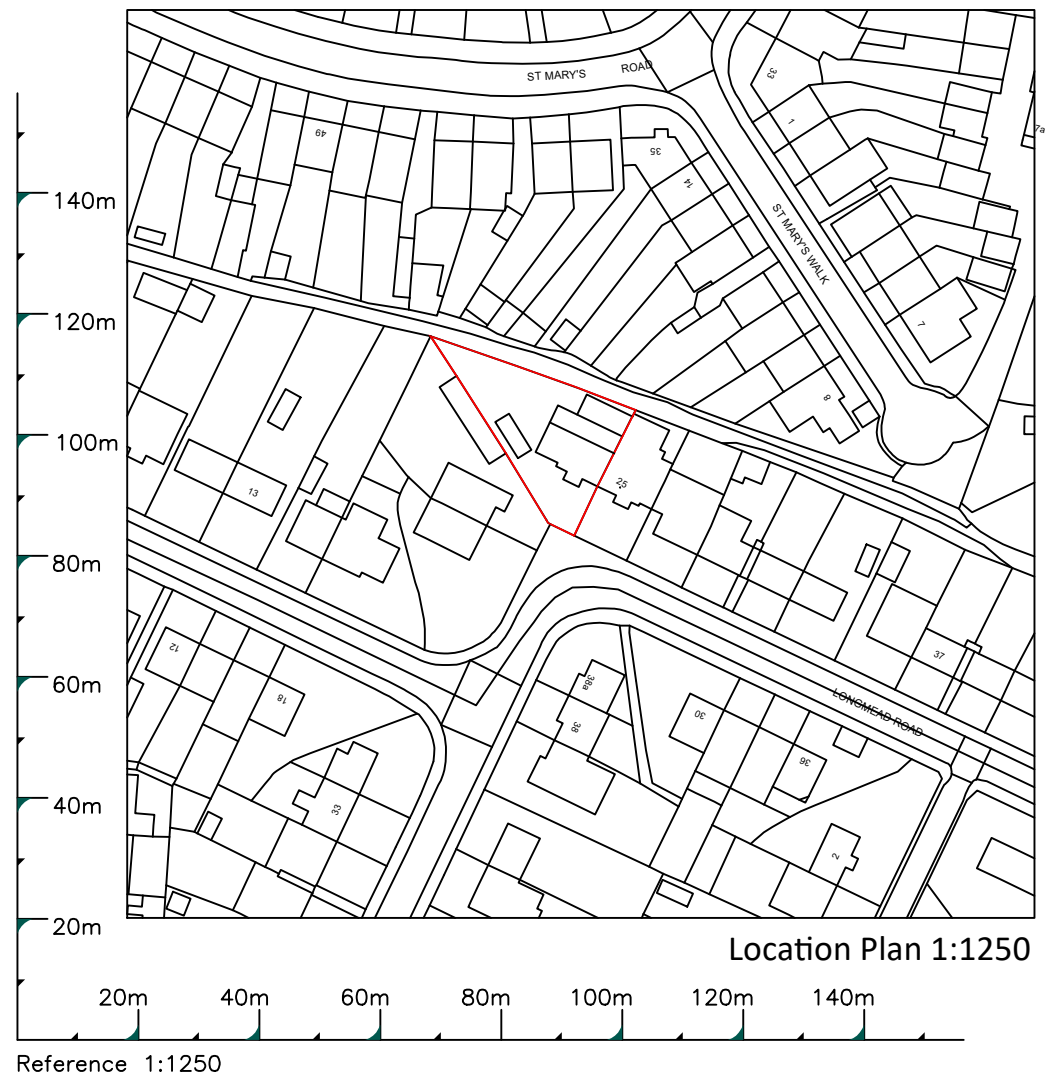 ST MARY'S ROAD
33
1
7a
49
35
14
ST MARY'S WALK
7
8
25
13
12
18
33
38a
38
30
36
37
LONGMEAD ROAD
2
140m
120m
100m
80m
60m
40m
20m
Location Plan 1:1250
20m 40m 60m 80m 100m 120m 140m
Reference 1:1250